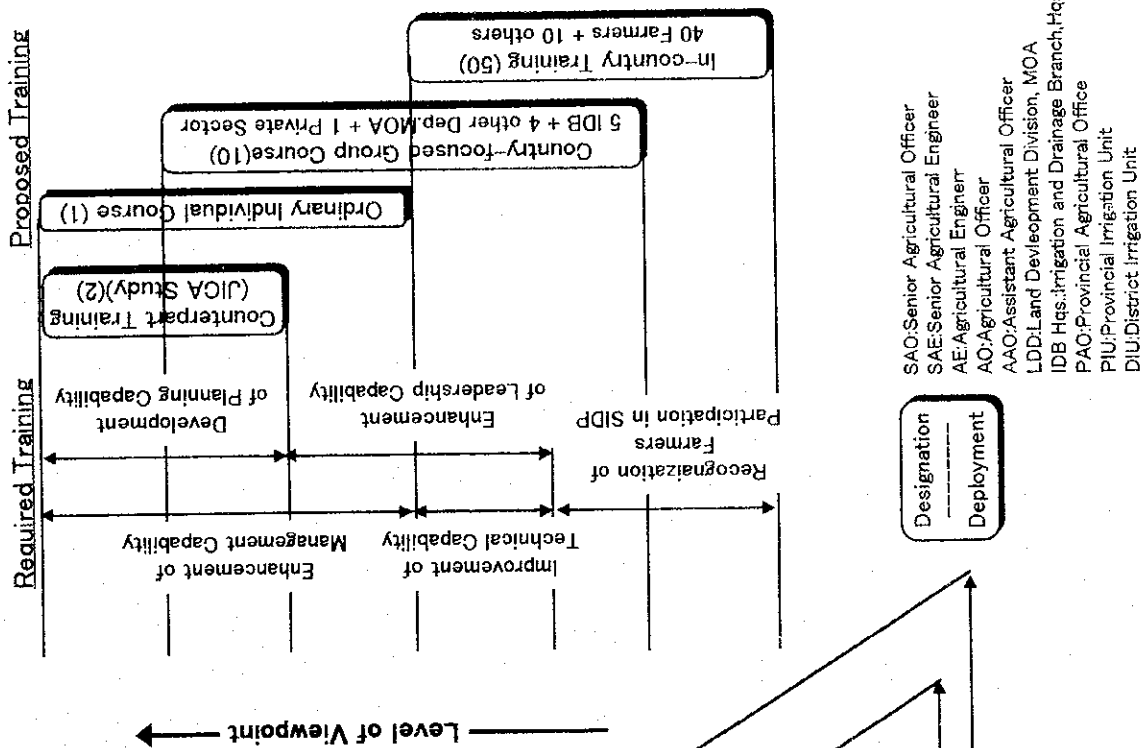 Required Training
Proposed Training
Level of Viewpoint
Enhancement of
Management Capability
Improvement of
Technical Capability
Development
of Planning Capability
Enhancement
of Leadership Capability
Recognaization of
Farmers
Participation in SIDP
Counterpart Training
(JICA Study)(2)
Ordinary Individual Course (1)
Country-focused Group Course(10)
5 IDB + 4 other Dep.MOA + 1 Private Sector
In-country Training (50)
40 Farmers + 10 others
Designation
Deployment
SAO:Senior Agricultural Officer
SAE:Senior Agricultural Engineer
AE:Agricultural Enginerr
AO:Agricultural Officer
AAO:Assistant Agricultural Officer
LDD:Land Devleopment Division, MOA
IDB Hqs.:Irrigation and Drainage Branch,Hqs
PAO:Provincial Agricultural Office
PIU:Provincial Irrigation Unit
DIU:District Irrigation Unit